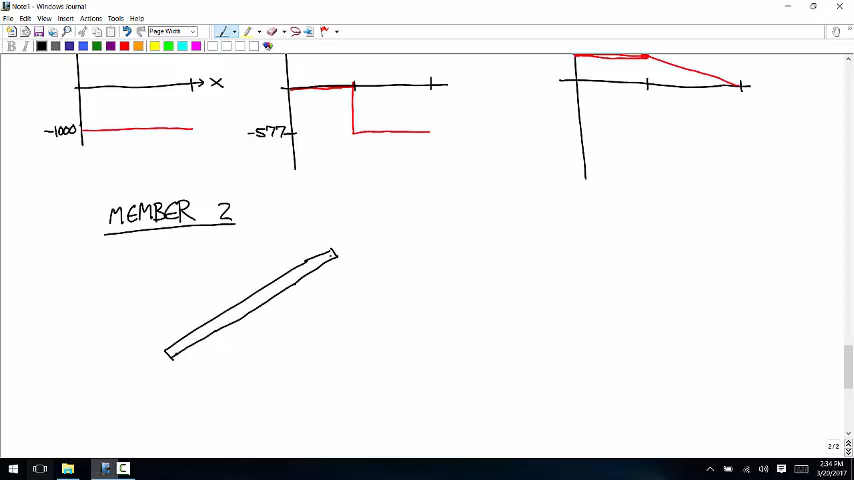 Note1 - Windows Journal
File Edit View Insert Actions Tools Help
Page Width
B I
X
-1000
-577
MEMBER 2
2/2
2:34 PM
3/20/2017